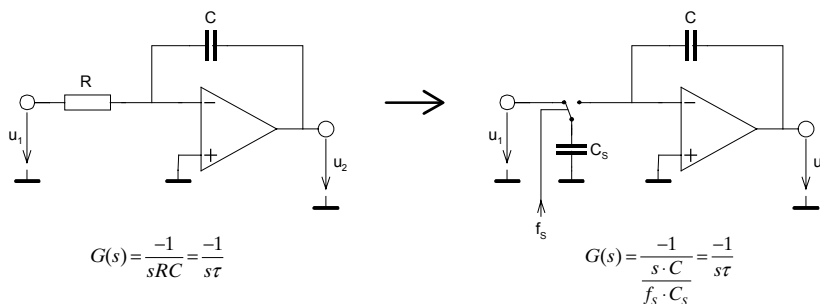 C
R
−
+
u₁
u₂
G(s) = −1 / sRC = −1 / sτ
C
−
+
u₁
Cₛ
u
fₛ
G(s) = −1 / (s·C / fₛ·Cₛ) = −1 / sτ